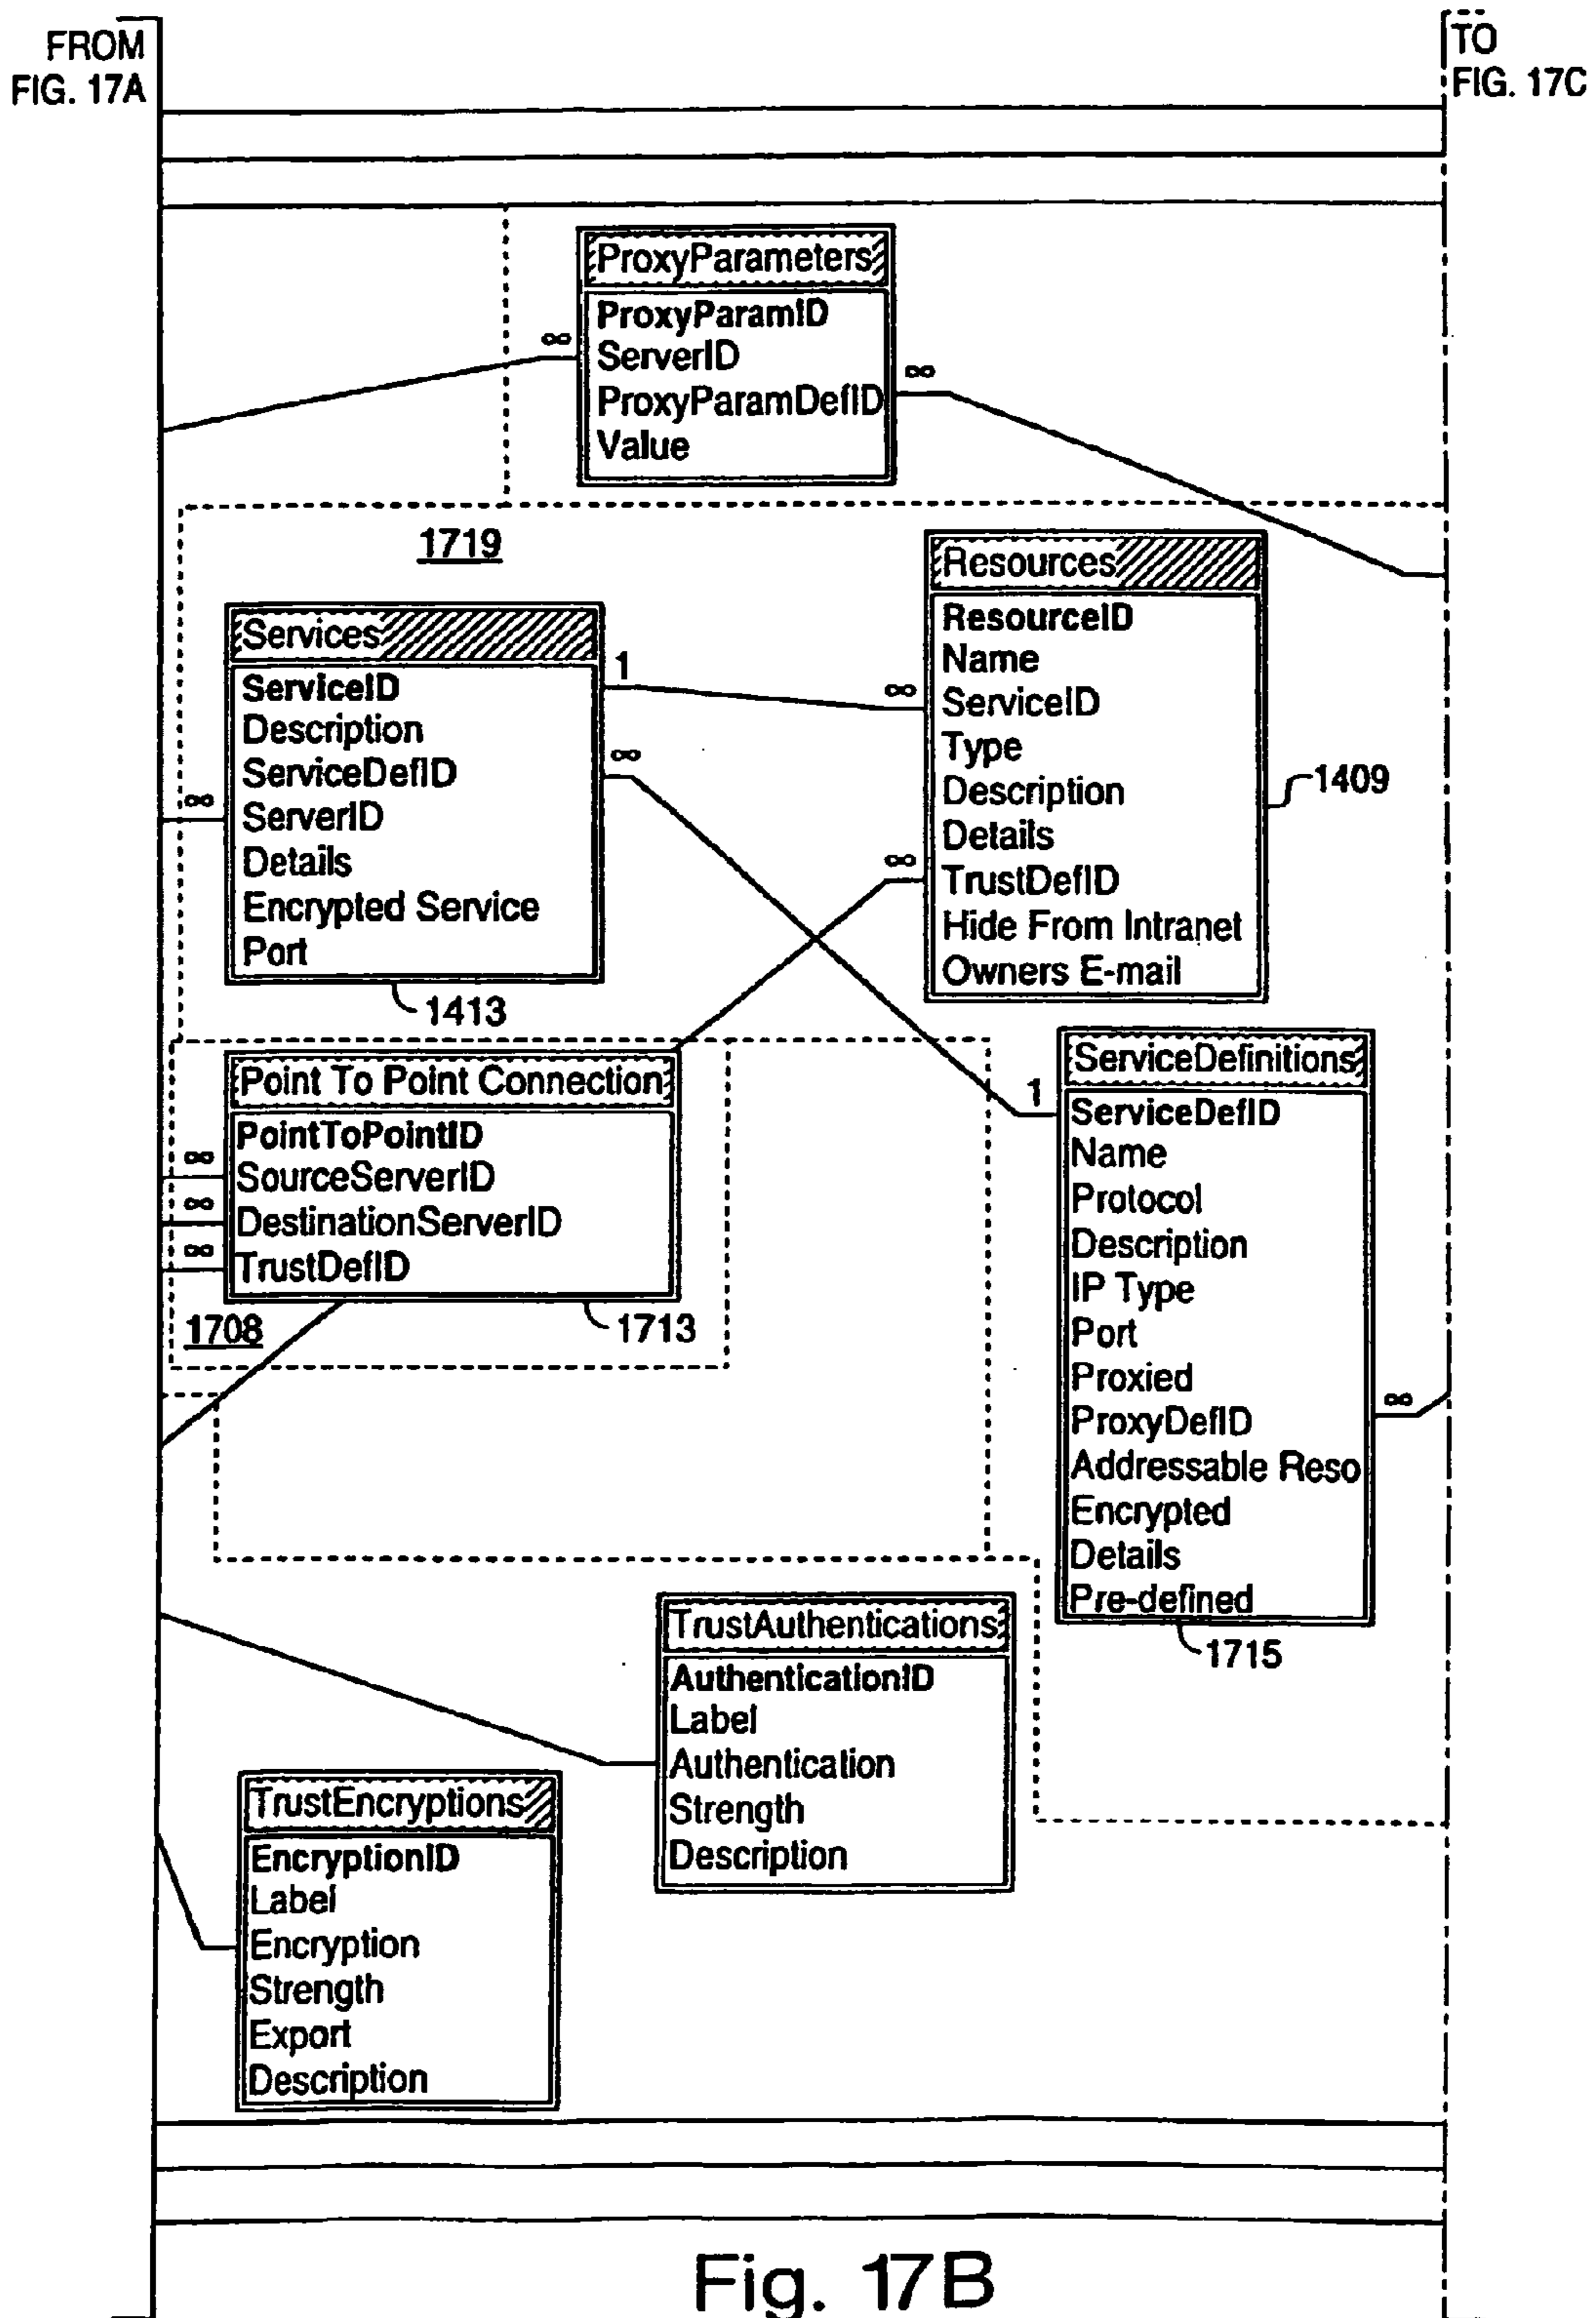 FROM
FIG. 17A
TO
FIG. 17C
ProxyParameters
ProxyParamID
ServerID
ProxyParamDefID
Value
∞
∞
1719
Services
ServiceID
Description
ServiceDefID
ServerID
Details
Encrypted Service
Port
1
∞
∞
1413
Resources
ResourceID
Name
ServiceID
Type
Description
Details
TrustDefID
Hide From Intranet
Owners E-mail
∞
∞
1409
Point To Point Connection
PointToPointID
SourceServerID
DestinationServerID
TrustDefID
∞
∞
∞
1708
1713
ServiceDefinitions
ServiceDefID
Name
Protocol
Description
IP Type
Port
Proxied
ProxyDefID
Addressable Reso
Encrypted
Details
Pre-defined
1
∞
1715
TrustAuthentications
AuthenticationID
Label
Authentication
Strength
Description
TrustEncryptions
EncryptionID
Label
Encryption
Strength
Export
Description
Fig. 17B